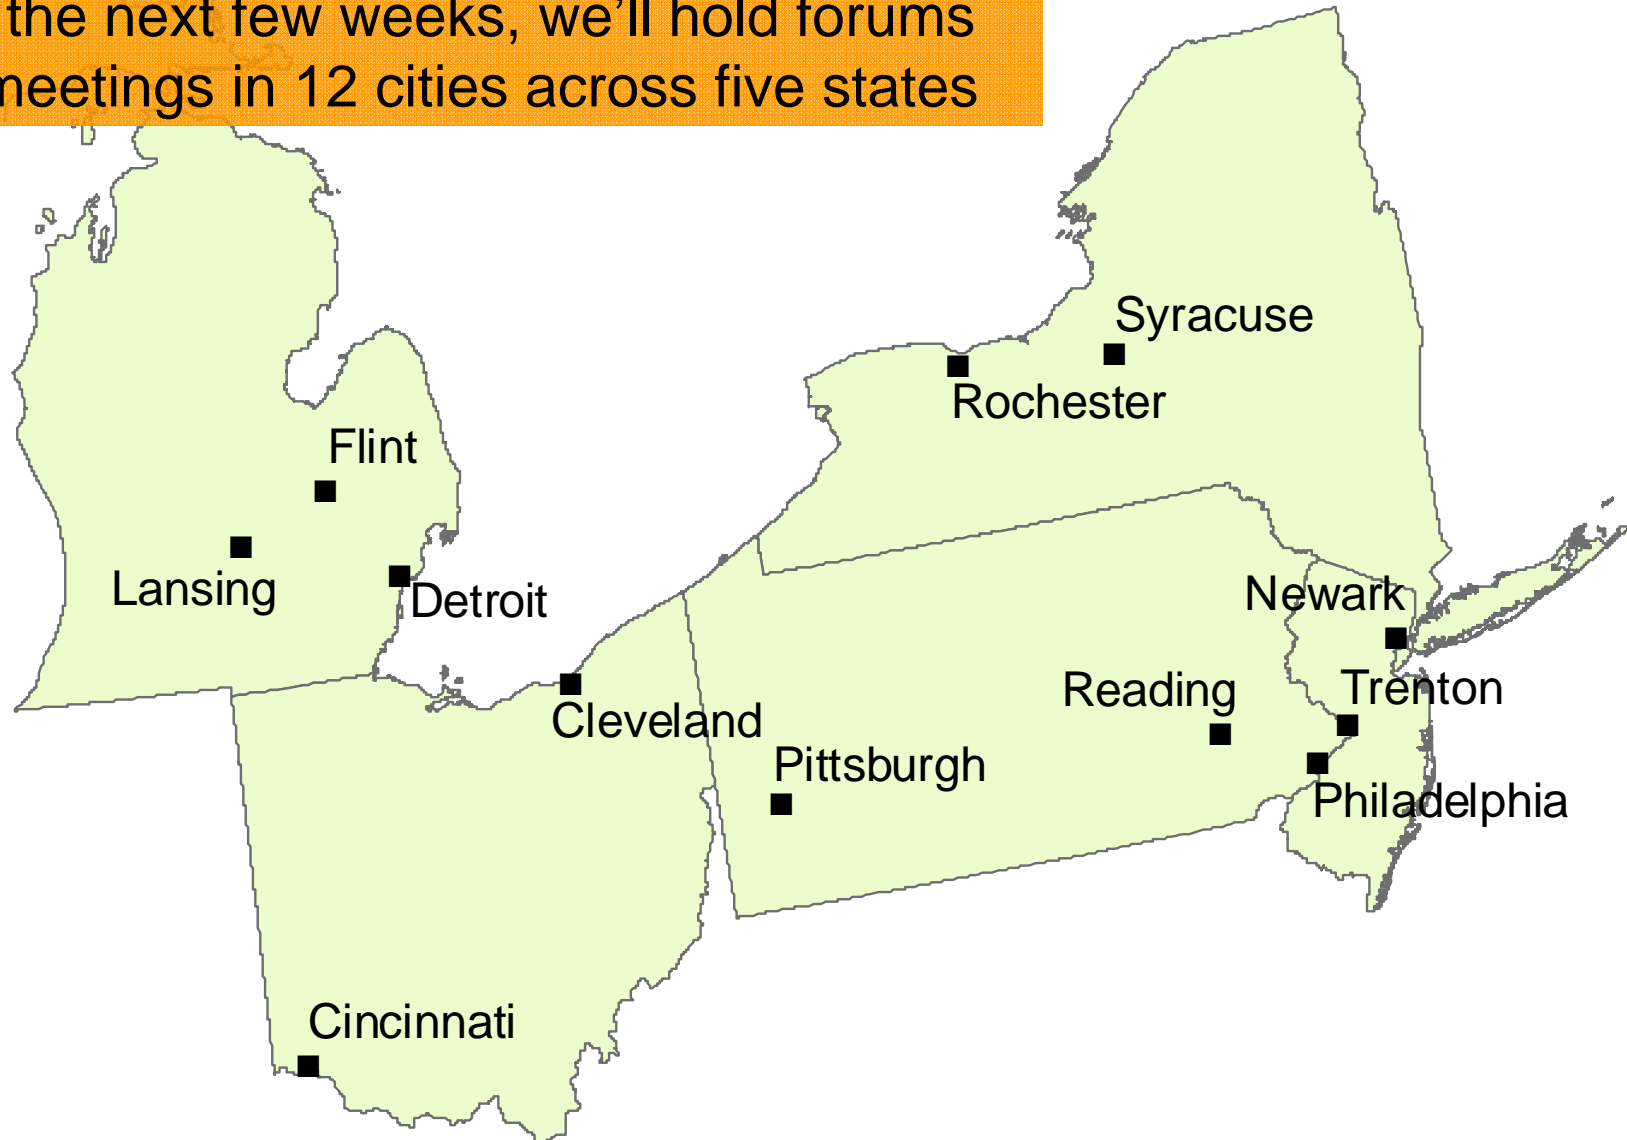 the next few weeks, we’ll hold forums
meetings in 12 cities across five states
Syracuse
Rochester
Flint
Lansing
Detroit
Newark
Reading
Trenton
Cleveland
Pittsburgh
Philadelphia
Cincinnati